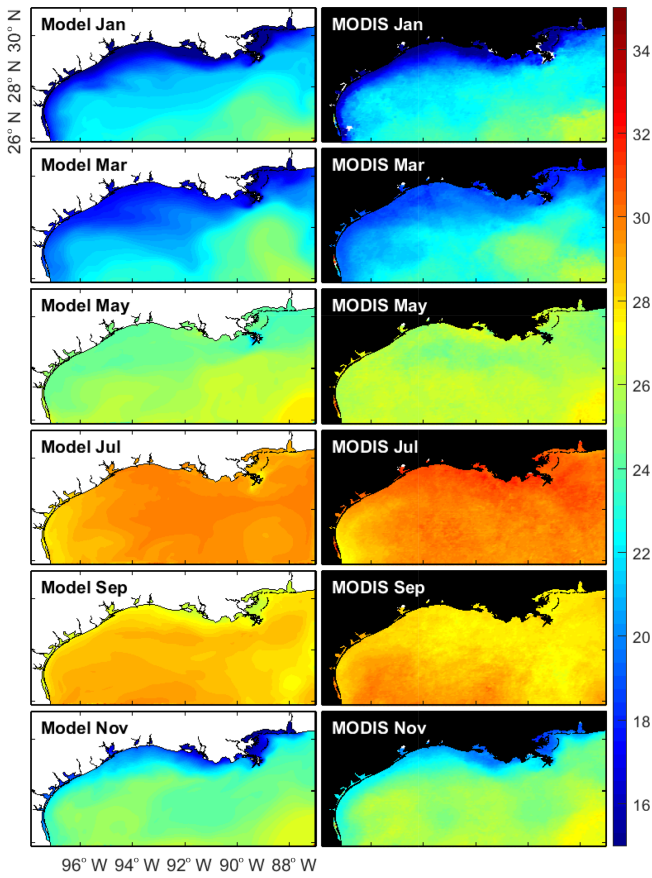 Model Jan MODIS Jan
30° N
28° N
26° N
Model Mar MODIS Mar
Model May MODIS May
Model Jul MODIS Jul
Model Sep MODIS Sep
Model Nov MODIS Nov
96° W 94° W 92° W 90° W 88° W
34
32
30
28
26
24
22
20
18
16